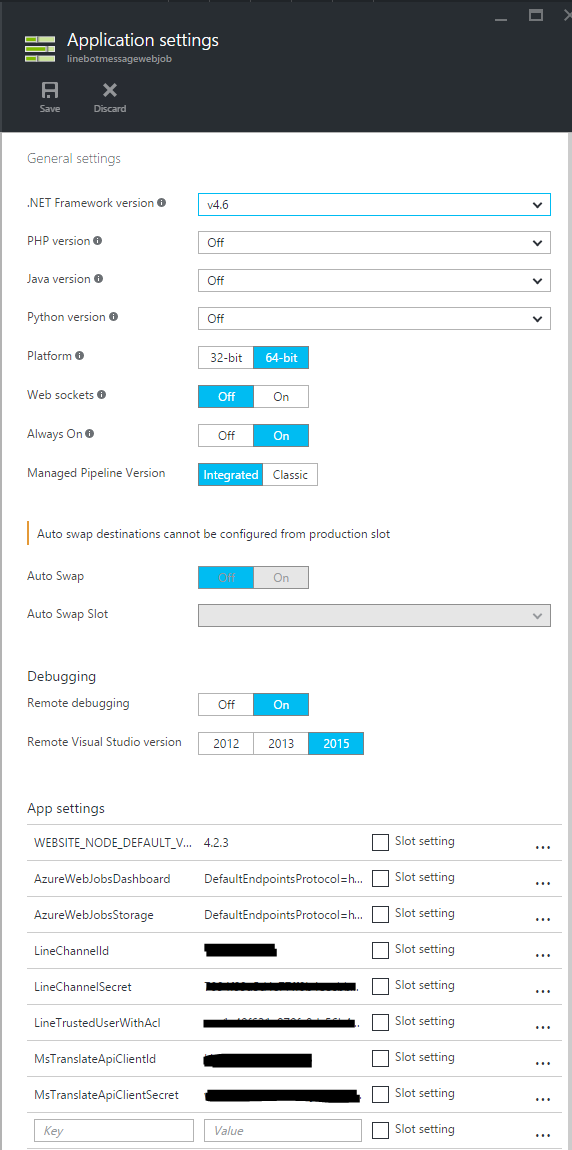 Application settings
linebotmessagewebjob
Save Discard
General settings
.NET Framework version v4.6
PHP version Off
Java version Off
Python version Off
Platform 32-bit 64-bit
Web sockets Off On
Always On Off On
Managed Pipeline Version Integrated Classic
Auto swap destinations cannot be configured from production slot
Auto Swap Off On
Auto Swap Slot
Debugging
Remote debugging Off On
Remote Visual Studio version 2012 2013 2015
App settings
WEBSITE_NODE_DEFAULT_V... 4.2.3 Slot setting ...
AzureWebJobsDashboard DefaultEndpointsProtocol=h... Slot setting ...
AzureWebJobsStorage DefaultEndpointsProtocol=h... Slot setting ...
LineChannelId Slot setting ...
LineChannelSecret Slot setting ...
LineTrustedUserWithAcl Slot setting ...
MsTranslateApiClientId Slot setting ...
MsTranslateApiClientSecret Slot setting ...
Key Value Slot setting ...